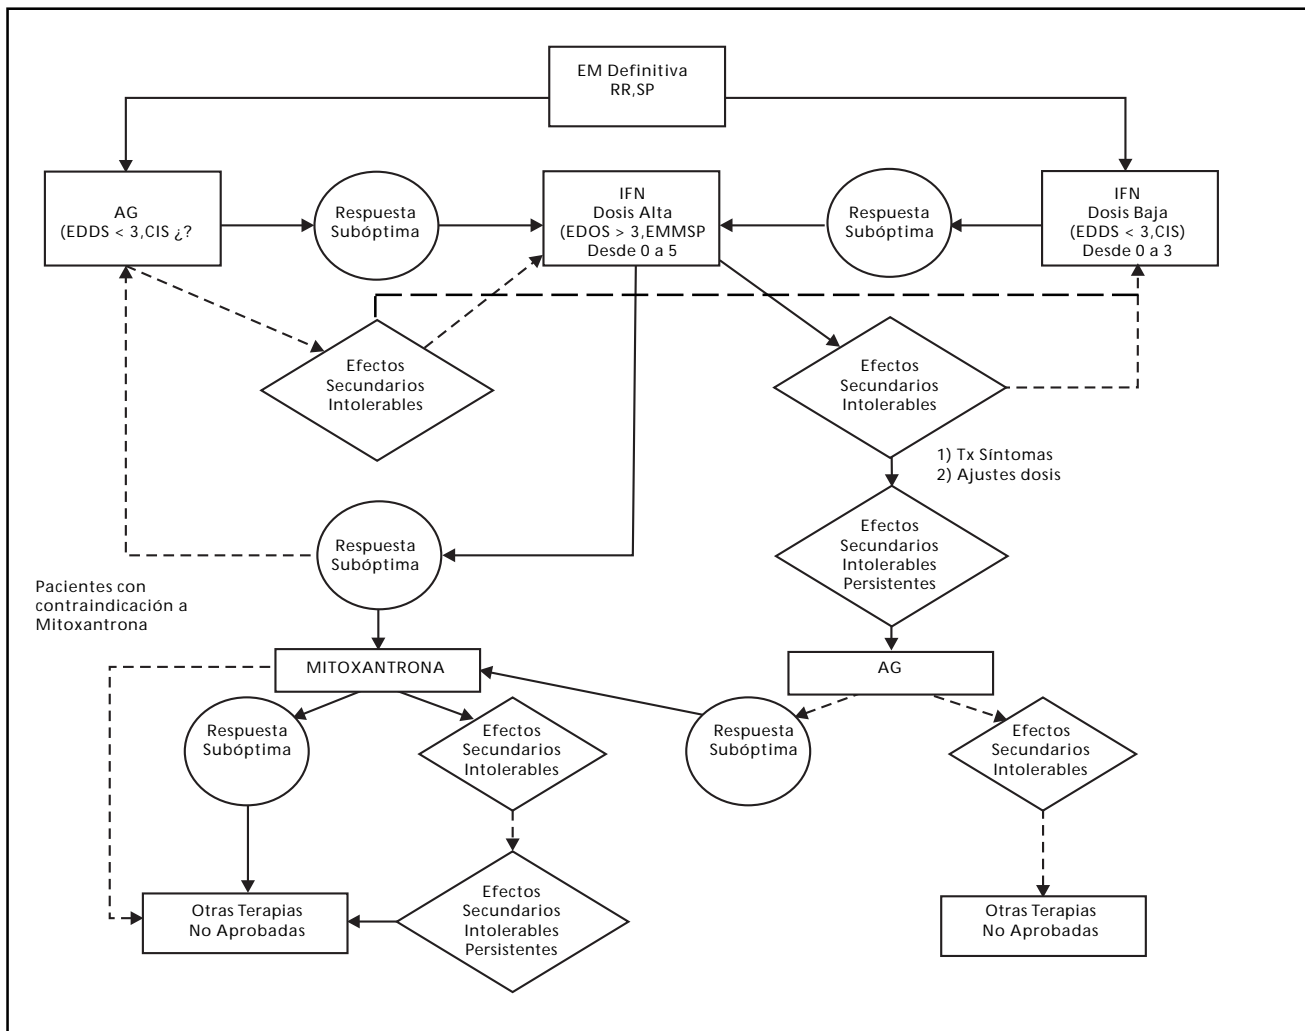 EM Definitiva
RR,SP
AG
(EDDS < 3,CIS ¿?
Respuesta
Subóptima
IFN
Dosis Alta
(EDOS > 3,EMMSP
Desde 0 a 5
Respuesta
Subóptima
IFN
Dosis Baja
(EDDS < 3,CIS)
Desde 0 a 3
Efectos
Secundarios
Intolerables
Efectos
Secundarios
Intolerables
1) Tx Síntomas
2) Ajustes dosis
Respuesta
Subóptima
Efectos
Secundarios
Intolerables
Persistentes
Pacientes con
contraindicación a
Mitoxantrona
MITOXANTRONA
AG
Respuesta
Subóptima
Efectos
Secundarios
Intolerables
Respuesta
Subóptima
Efectos
Secundarios
Intolerables
Otras Terapias
No Aprobadas
Efectos
Secundarios
Intolerables
Persistentes
Otras Terapias
No Aprobadas